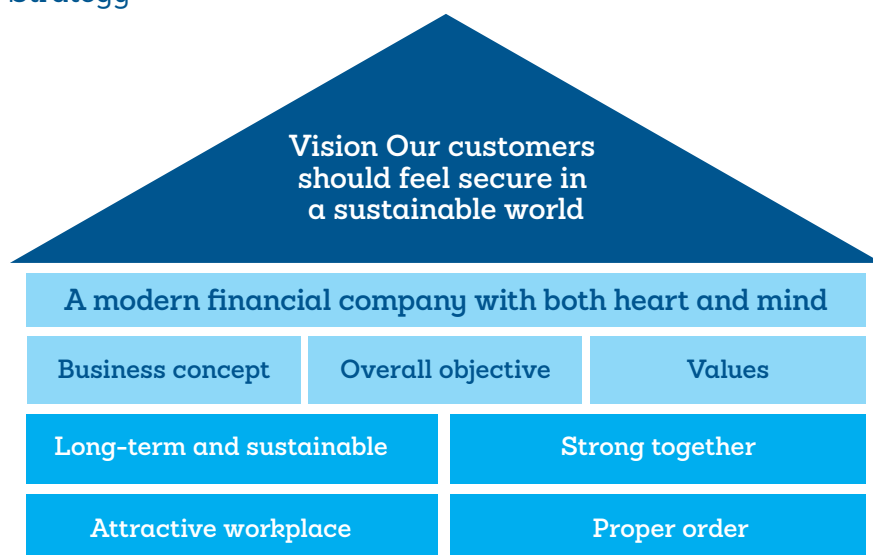 Strategy
Vision Our customers
should feel secure in
a sustainable world
A modern financial company with both heart and mind
Business concept
Overall objective
Values
Long-term and sustainable
Strong together
Attractive workplace
Proper order